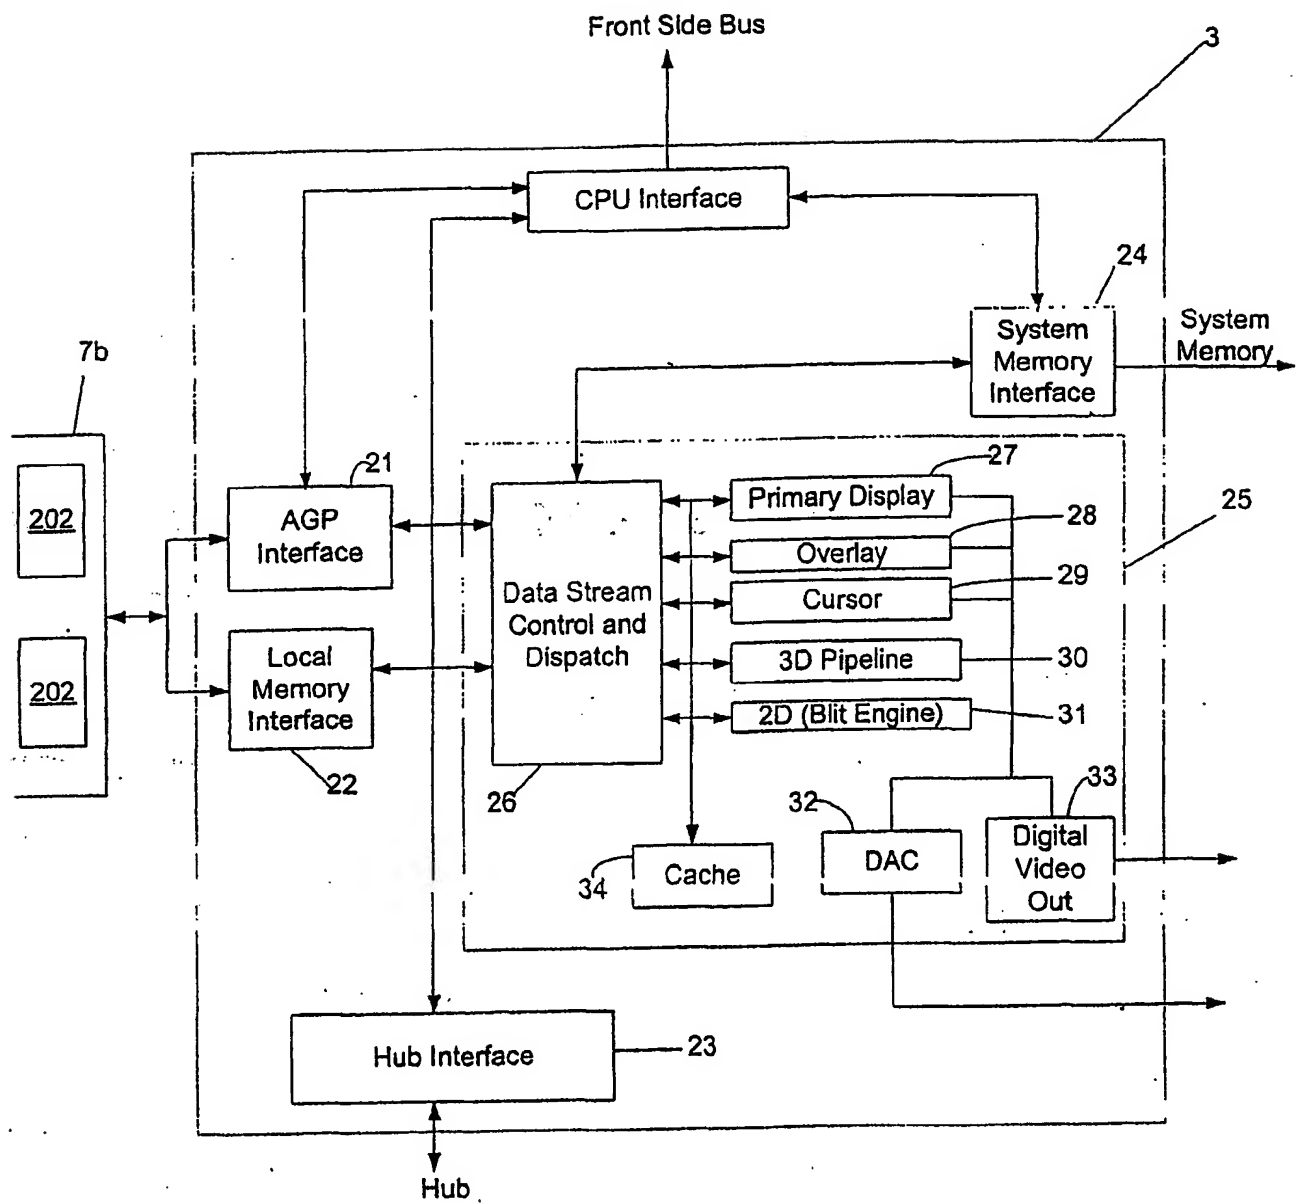 Front Side Bus
3
CPU Interface
24
System
Memory
Interface
System
Memory
7b
202
202
21
AGP
Interface
Local
Memory
Interface
22
Data Stream
Control and
Dispatch
26
27
Primary Display
28
Overlay
29
Cursor
3D Pipeline
30
2D (Blit Engine)
31
25
32
DAC
33
Digital
Video
Out
34
Cache
Hub Interface
23
Hub